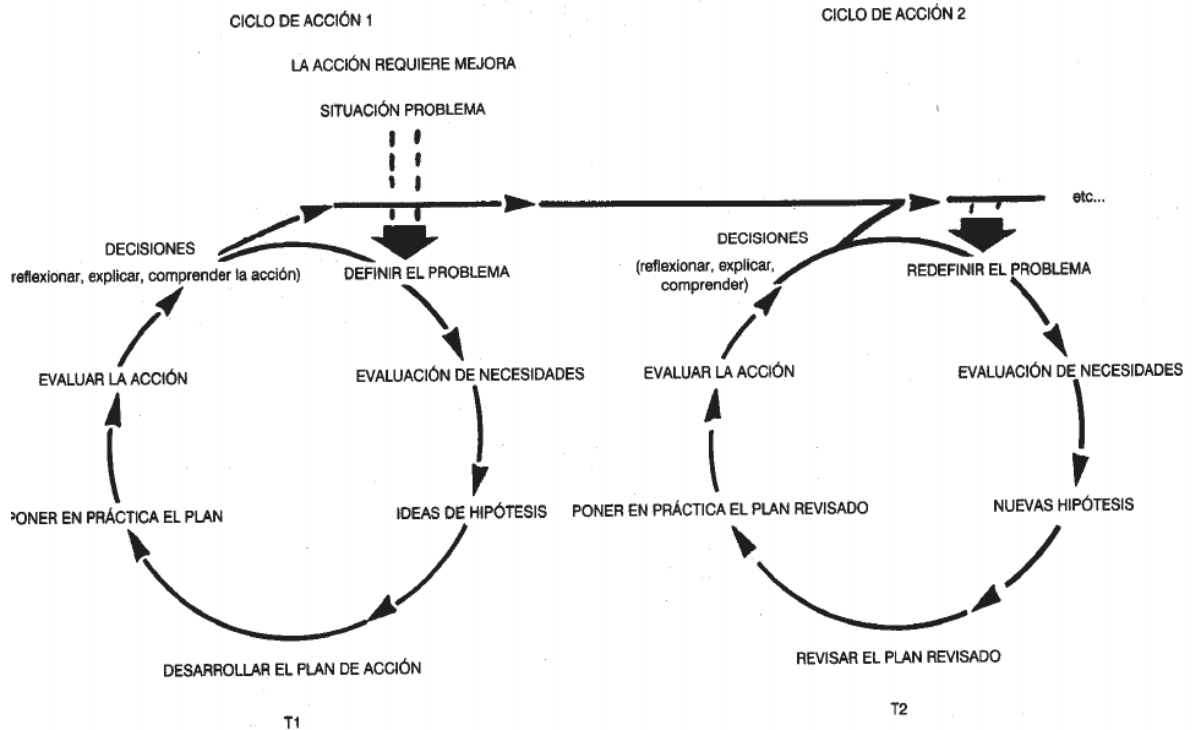 CICLO DE ACCIÓN 1
LA ACCIÓN REQUIERE MEJORA
SITUACIÓN PROBLEMA
DECISIONES
reflexionar, explicar, comprender la acción)
DEFINIR EL PROBLEMA
EVALUAR LA ACCIÓN
EVALUACIÓN DE NECESIDADES
PONER EN PRÁCTICA EL PLAN
IDEAS DE HIPÓTESIS
DESARROLLAR EL PLAN DE ACCIÓN
T1
CICLO DE ACCIÓN 2
etc...
DECISIONES
(reflexionar, explicar,
comprender)
REDEFINIR EL PROBLEMA
EVALUAR LA ACCIÓN
EVALUACIÓN DE NECESIDADES
PONER EN PRÁCTICA EL PLAN REVISADO
NUEVAS HIPÓTESIS
REVISAR EL PLAN REVISADO
T2